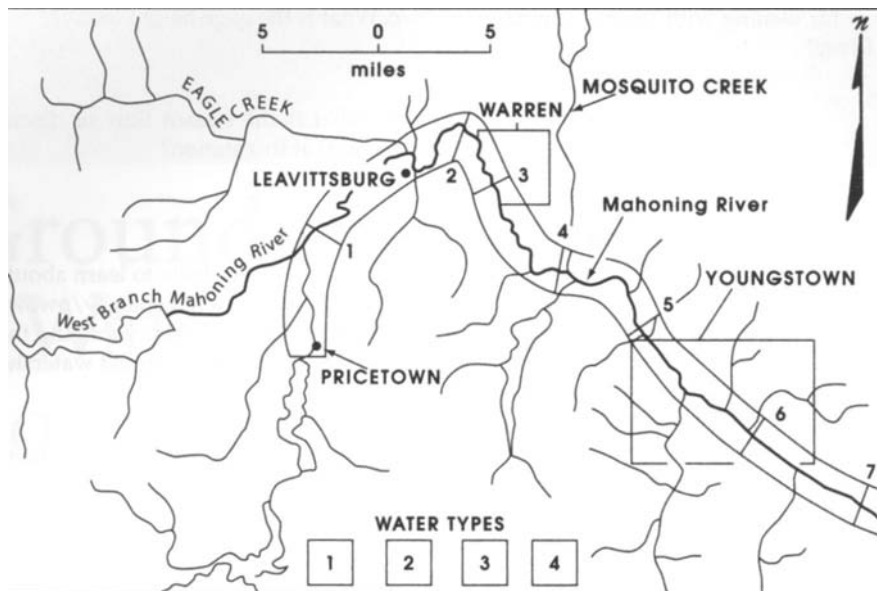 5 0 5
miles
n
EAGLE CREEK
MOSQUITO CREEK
WARREN
LEAVITTSBURG
2
3
Mahoning River
4
1
West Branch Mahoning River
YOUNGSTOWN
5
PRICETOWN
6
7
WATER TYPES
1 2 3 4